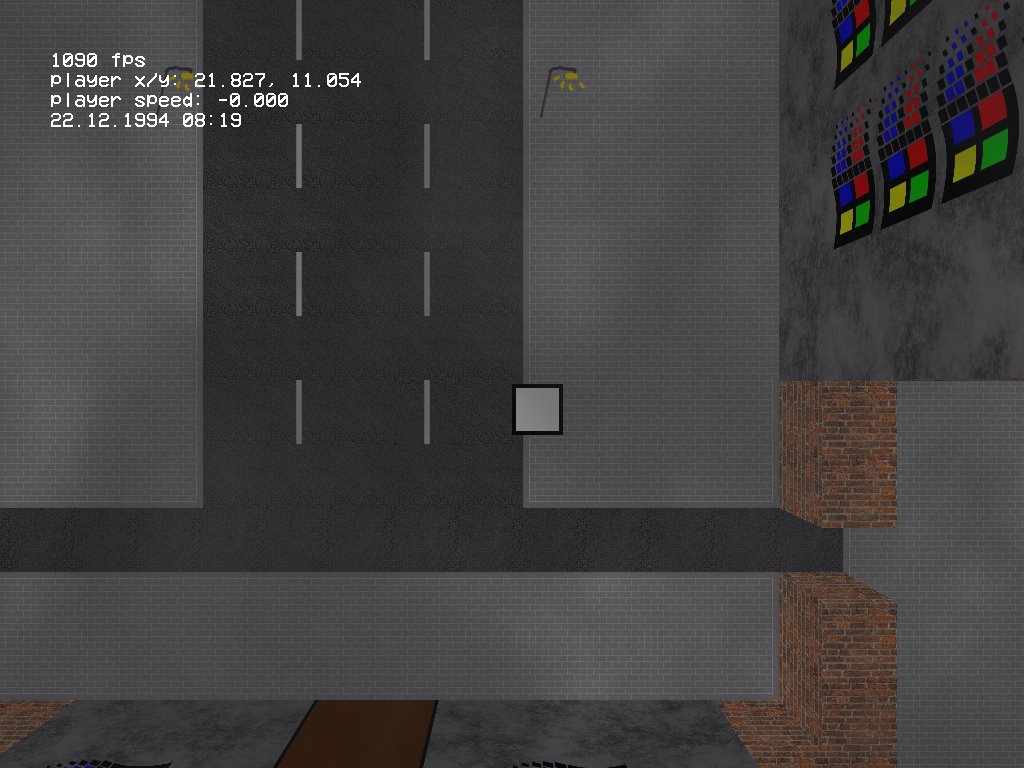 1090 fps
player x/y: 21.827, 11.054
player speed: -0.000
22.12.1994 08:19